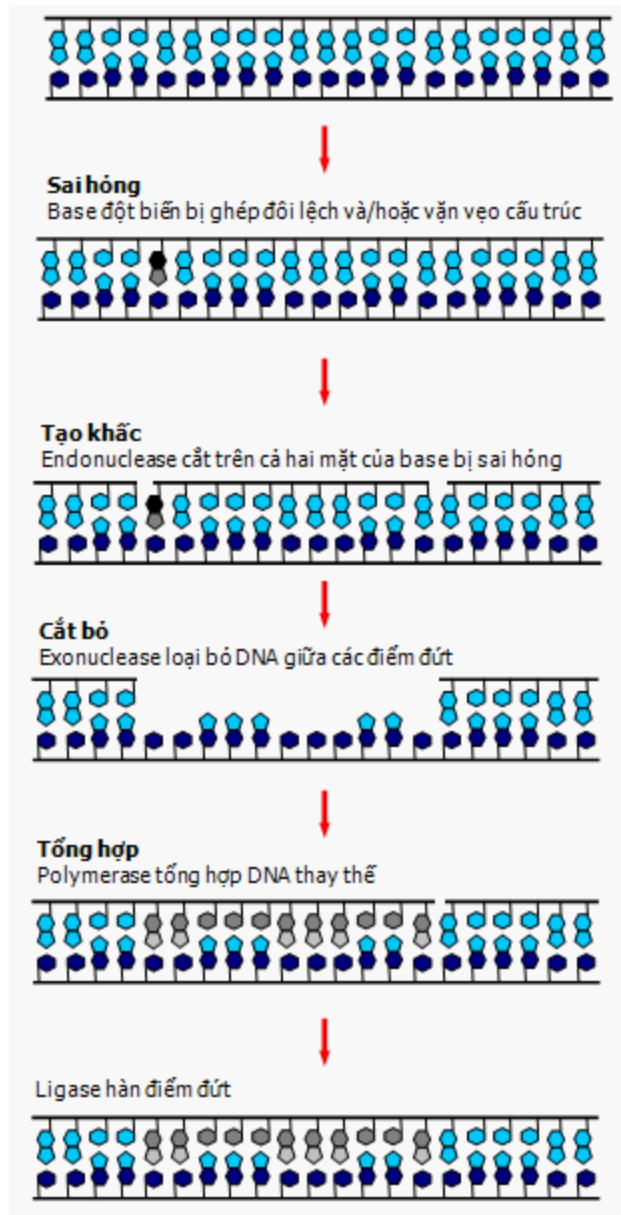 Sai hỏng
Base đột biến bị ghép đôi lệch và/hoặc vặn vẹo cấu trúc
Tạo khấc
Endonuclease cắt trên cả hai mặt của base bị sai hỏng
Cắt bỏ
Exonuclease loại bỏ DNA giữa các điểm đứt
Tổng hợp
Polymerase tổng hợp DNA thay thế
Ligase hàn điểm đứt